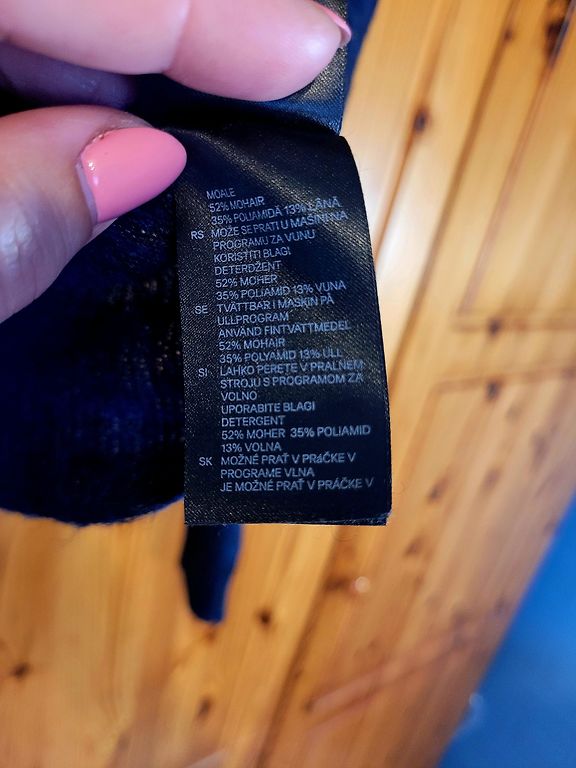 MOALE
52% MOHAIR
35% POLIAMIDĂ 13% LÂNĂ
RS MOŽE SE PRATI U MAŠINI NA
PROGRAMU ZA VUNU
KORISTITI BLAGI
DETERDŽENT
52% MOHER
35% POLIAMID 13% VUNA
SE TVÄTTBAR I MASKIN PÅ
ULLPROGRAM
ANVÄND FINTVÄTTMEDEL
52% MOHAIR
35% POLYAMID 13% ULL
SI LAHKO PERETE V PRALNEM
STROJU S PROGRAMOM ZA
VOLNO
UPORABITE BLAGI
DETERGENT
52% MOHER 35% POLIAMID
13% VOLNA
SK MOŽNÉ PRAŤ V PRáČKE V
PROGRAME VLNA
JE MOŽNÉ PRAŤ V PRÁČKE V